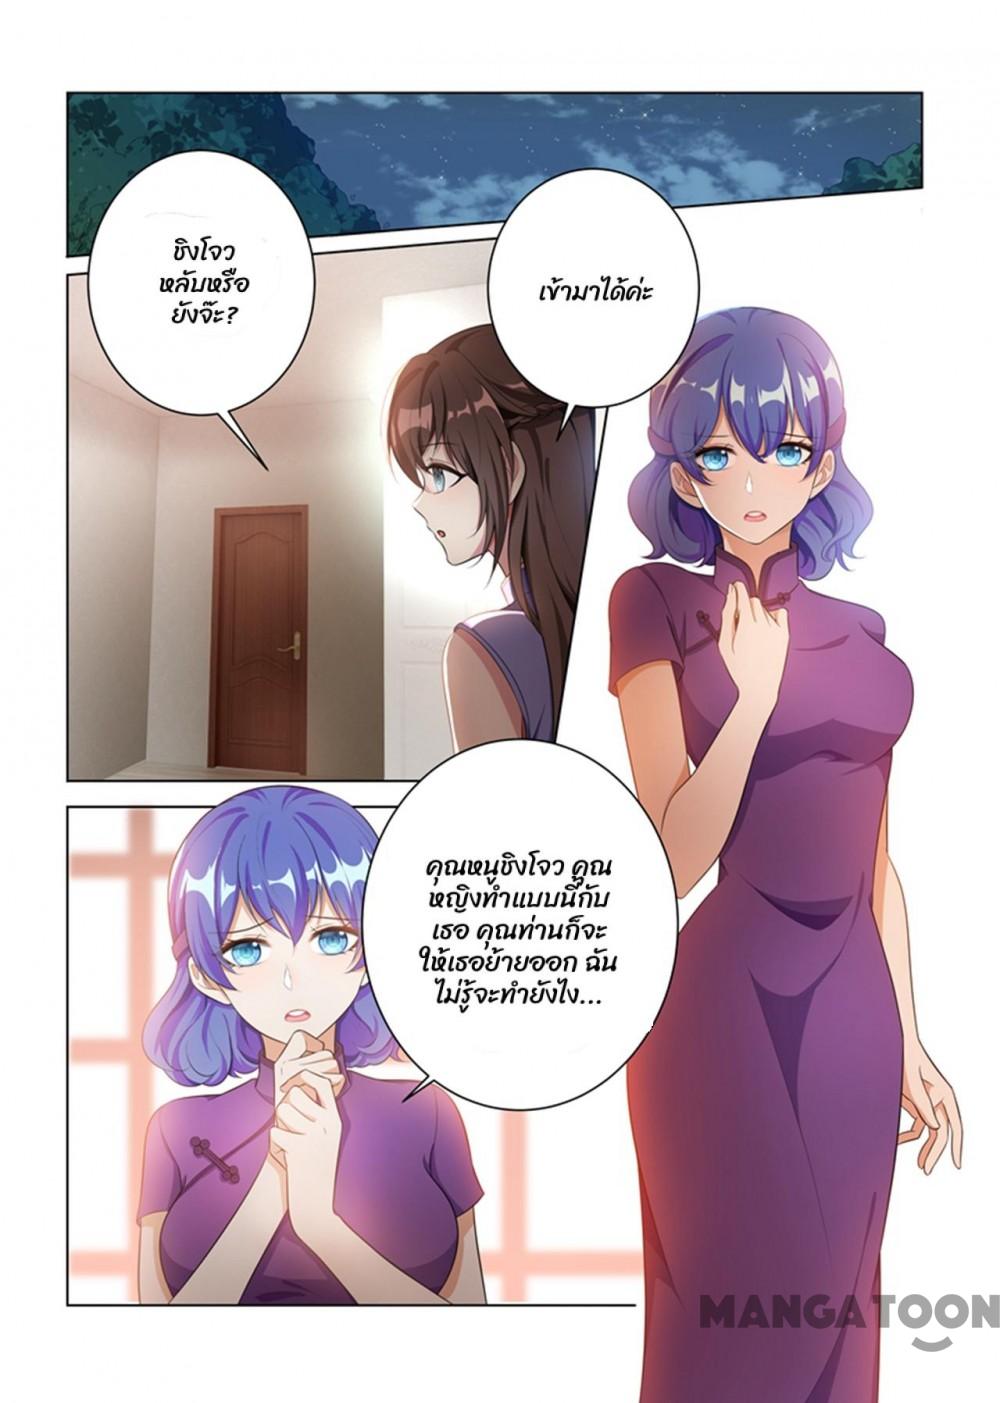 ชิงโจว
หลับหรือ
ยังจ๊ะ?
เข้ามาได้ค่ะ
คุณหนูชิงโจว คุณ
หญิงทำแบบนี้กับ
เธอ คุณท่านก็จะ
ให้เธอย้ายออก ฉัน
ไม่รู้จะทำยังไง...
MANGATOON